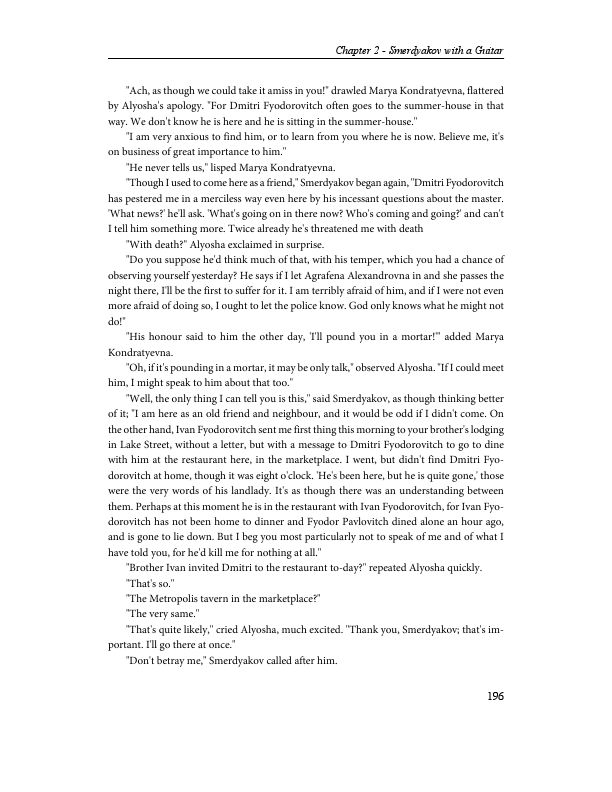 Chapter 2 - Smerdyakov with a Guitar
"Ach, as though we could take it amiss in you!" drawled Marya Kondratyevna, flattered
by Alyosha's apology. "For Dmitri Fyodorovitch often goes to the summer-house in that
way. We don't know he is here and he is sitting in the summer-house."
"I am very anxious to find him, or to learn from you where he is now. Believe me, it's
on business of great importance to him."
"He never tells us," lisped Marya Kondratyevna.
"Though I used to come here as a friend," Smerdyakov began again, "Dmitri Fyodorovitch
has pestered me in a merciless way even here by his incessant questions about the master.
'What news?' he'll ask. 'What's going on in there now? Who's coming and going?' and can't
I tell him something more. Twice already he's threatened me with death
"With death?" Alyosha exclaimed in surprise.
"Do you suppose he'd think much of that, with his temper, which you had a chance of
observing yourself yesterday? He says if I let Agrafena Alexandrovna in and she passes the
night there, I'll be the first to suffer for it. I am terribly afraid of him, and if I were not even
more afraid of doing so, I ought to let the police know. God only knows what he might not
do!"
"His honour said to him the other day, 'I'll pound you in a mortar!'" added Marya
Kondratyevna.
"Oh, if it's pounding in a mortar, it may be only talk," observed Alyosha. "If I could meet
him, I might speak to him about that too."
"Well, the only thing I can tell you is this," said Smerdyakov, as though thinking better
of it; "I am here as an old friend and neighbour, and it would be odd if I didn't come. On
the other hand, Ivan Fyodorovitch sent me first thing this morning to your brother's lodging
in Lake Street, without a letter, but with a message to Dmitri Fyodorovitch to go to dine
with him at the restaurant here, in the marketplace. I went, but didn't find Dmitri Fyo-
dorovitch at home, though it was eight o'clock. 'He's been here, but he is quite gone,' those
were the very words of his landlady. It's as though there was an understanding between
them. Perhaps at this moment he is in the restaurant with Ivan Fyodorovitch, for Ivan Fyo-
dorovitch has not been home to dinner and Fyodor Pavlovitch dined alone an hour ago,
and is gone to lie down. But I beg you most particularly not to speak of me and of what I
have told you, for he'd kill me for nothing at all."
"Brother Ivan invited Dmitri to the restaurant to-day?" repeated Alyosha quickly.
"That's so."
"The Metropolis tavern in the marketplace?"
"The very same."
"That's quite likely," cried Alyosha, much excited. "Thank you, Smerdyakov; that's im-
portant. I'll go there at once."
"Don't betray me," Smerdyakov called after him.
196